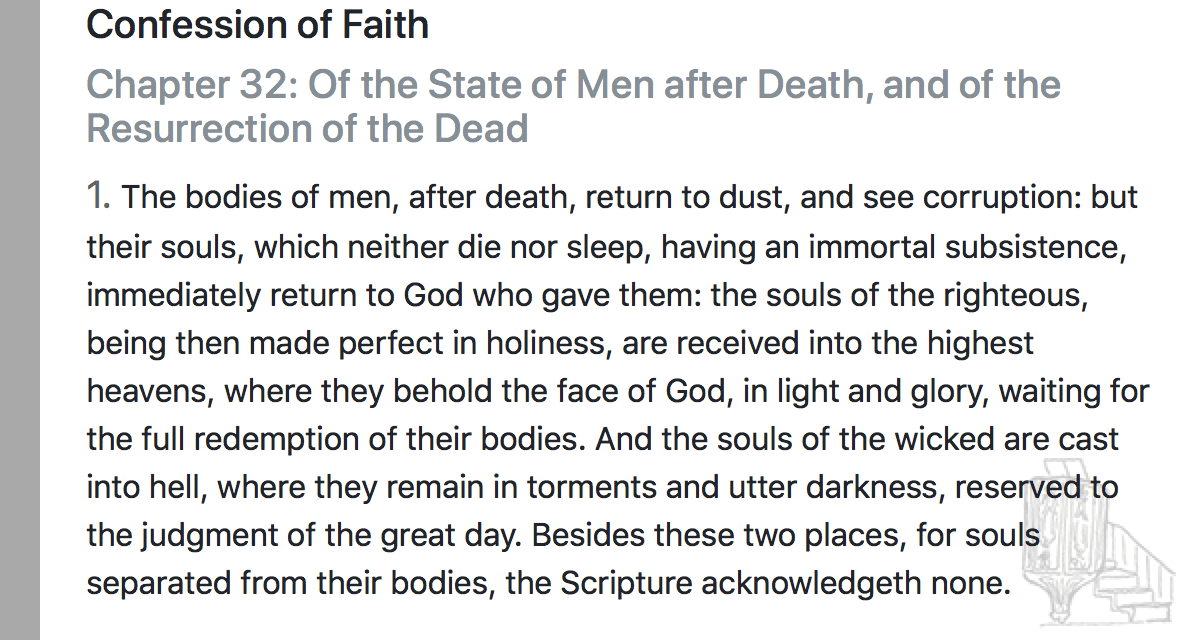 Confession of Faith
Chapter 32: Of the State of Men after Death, and of the
Resurrection of the Dead
1. The bodies of men, after death, return to dust, and see corruption: but
their souls, which neither die nor sleep, having an immortal subsistence,
immediately return to God who gave them: the souls of the righteous,
being then made perfect in holiness, are received into the highest
heavens, where they behold the face of God, in light and glory, waiting for
the full redemption of their bodies. And the souls of the wicked are cast
into hell, where they remain in torments and utter darkness, reserved to
the judgment of the great day. Besides these two places, for souls
separated from their bodies, the Scripture acknowledgeth none.